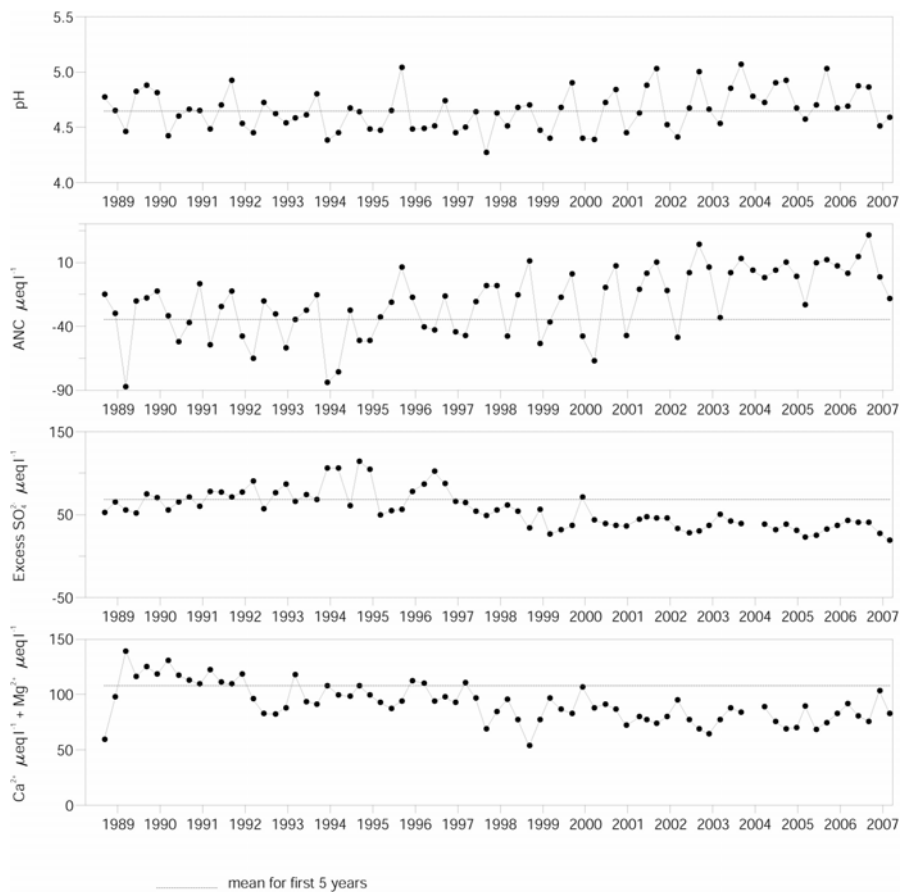 5.5
5.0
4.5
4.0
pH
1989 1990 1991 1992 1993 1994 1995 1996 1997 1998 1999 2000 2001 2002 2003 2004 2005 2006 2007
10
-40
-90
ANC μeq l⁻¹
1989 1990 1991 1992 1993 1994 1995 1996 1997 1998 1999 2000 2001 2002 2003 2004 2005 2006 2007
150
50
-50
Excess SO₄²⁻ μeq l⁻¹
1989 1990 1991 1992 1993 1994 1995 1996 1997 1998 1999 2000 2001 2002 2003 2004 2005 2006 2007
150
100
50
0
Ca²⁺ μeq l⁻¹ + Mg²⁺ μeq l⁻¹
1989 1990 1991 1992 1993 1994 1995 1996 1997 1998 1999 2000 2001 2002 2003 2004 2005 2006 2007
mean for first 5 years